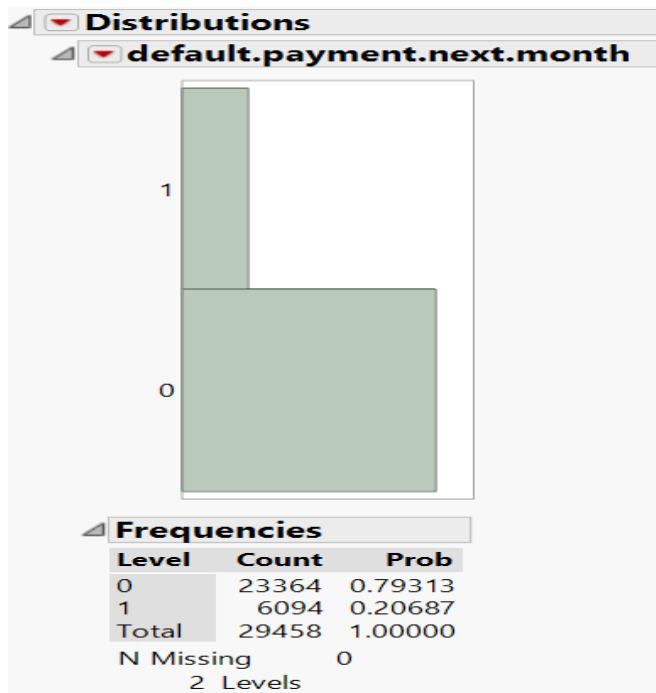 Distributions
default.payment.next.month
1
0
Frequencies
Level Count Prob
0 23364 0.79313
1 6094 0.20687
Total 29458 1.00000
N Missing 0
2 Levels